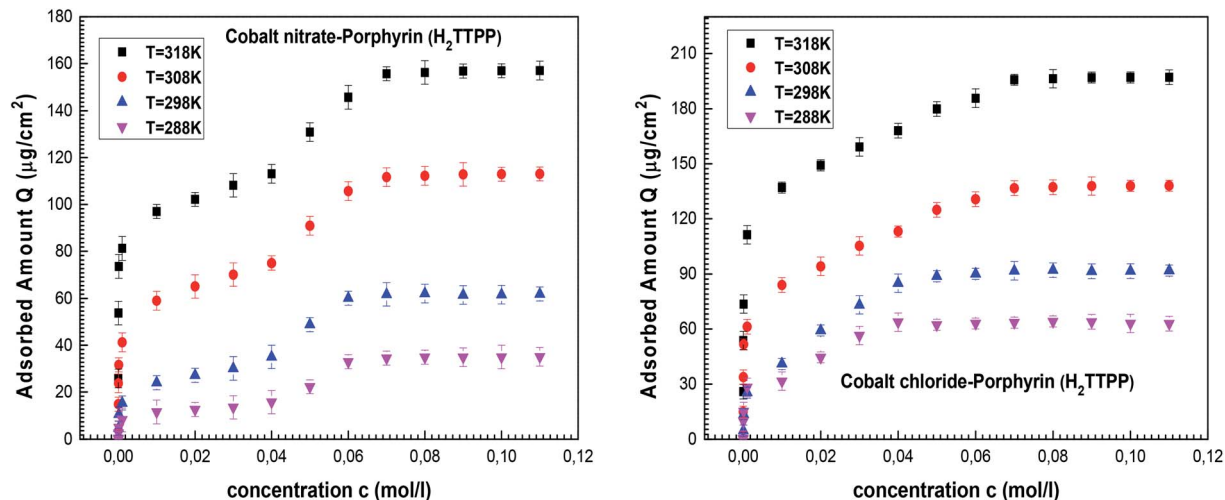 Cobalt nitrate-Porphyrin (H₂TTPP)
T=318K
T=308K
T=298K
T=288K
Adsorbed Amount Q (μg/cm²)
180
160
140
120
100
80
60
40
20
0
0,00 0,02 0,04 0,06 0,08 0,10 0,12
concentration c (mol/l)
T=318K
T=308K
T=298K
T=288K
Cobalt chloride-Porphyrin (H₂TTPP)
Adsorbed Amount Q (μg/cm²)
210
180
150
120
90
60
30
0
0,00 0,02 0,04 0,06 0,08 0,10 0,12
concentration c (mol/l)